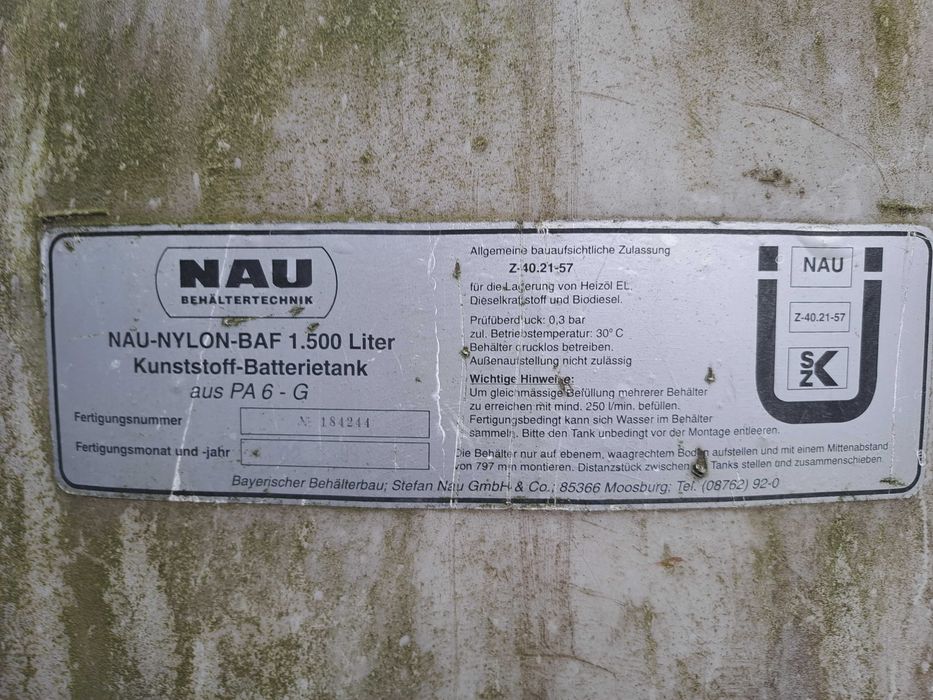 NAU
BEHÄLTERTECHNIK
NAU-NYLON-BAF 1.500 Liter
Kunststoff-Batterietank
aus PA 6 - G
Fertigungsnummer
№ 184244
Fertigungsmonat und -jahr
Allgemeine bauaufsichtliche Zulassung
Z-40.21-57
für die Lagerung von Heizöl EL,
Dieselkraftstoff und Biodiesel.
Prüfüberdruck: 0,3 bar
zul. Betriebstemperatur: 30° C
Behälter drucklos betreiben.
Außenaufstellung nicht zulässig
Wichtige Hinweise:
Um gleichmässige Befüllung mehrerer Behälter
zu erreichen mit mind. 250 l/min. befüllen.
Fertigungsbedingt kann sich Wasser im Behälter
sammeln. Bitte den Tank unbedingt vor der Montage entleeren.
Die Behälter nur auf ebenem, waagrechtem Boden aufstellen und mit einem Mittenabstand
von 797 mm montieren. Distanzstück zwischen die Tanks stellen und zusammenschieben.
Bayerischer Behälterbau; Stefan Nau GmbH & Co.; 85366 Moosburg; Tel. (08762) 92-0
Ü
NAU
Z-40.21-57
SKZ